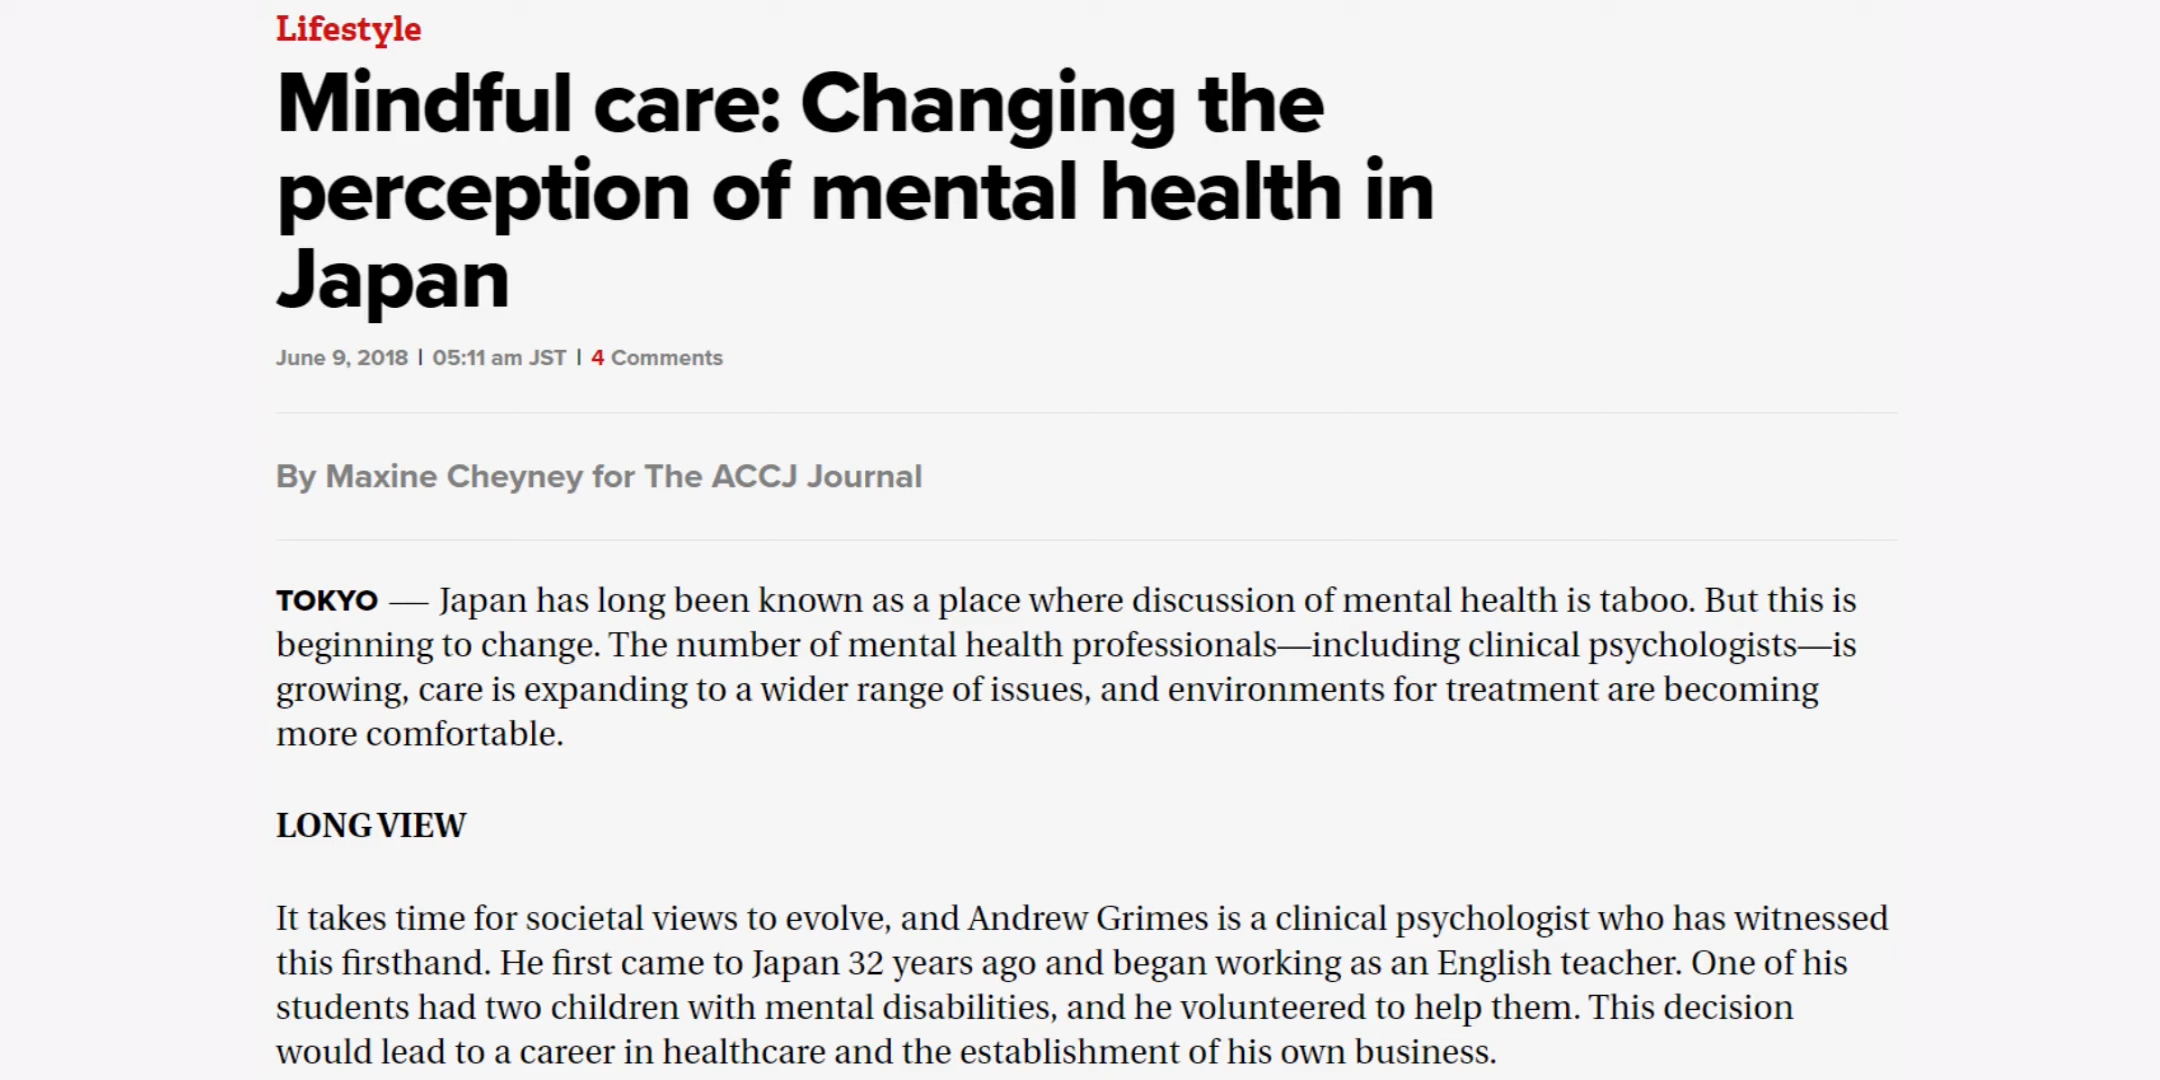 Lifestyle
Mindful care: Changing the
perception of mental health in
Japan
June 9, 2018 | 05:11 am JST | 4 Comments
By Maxine Cheyney for The ACCJ Journal
TOKYO — Japan has long been known as a place where discussion of mental health is taboo. But this is
beginning to change. The number of mental health professionals—including clinical psychologists—is
growing, care is expanding to a wider range of issues, and environments for treatment are becoming
more comfortable.
LONG VIEW
It takes time for societal views to evolve, and Andrew Grimes is a clinical psychologist who has witnessed
this firsthand. He first came to Japan 32 years ago and began working as an English teacher. One of his
students had two children with mental disabilities, and he volunteered to help them. This decision
would lead to a career in healthcare and the establishment of his own business.